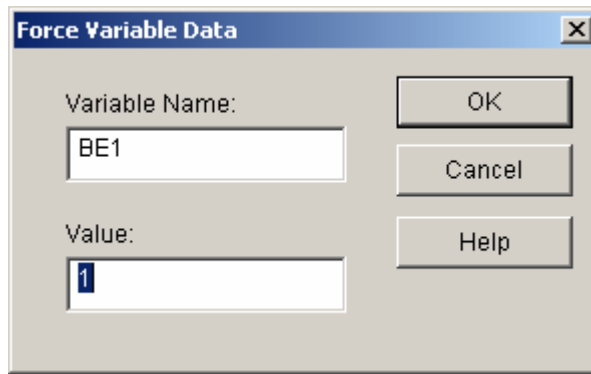 Force Variable Data
Variable Name:
BE1
Value:
1
OK
Cancel
Help